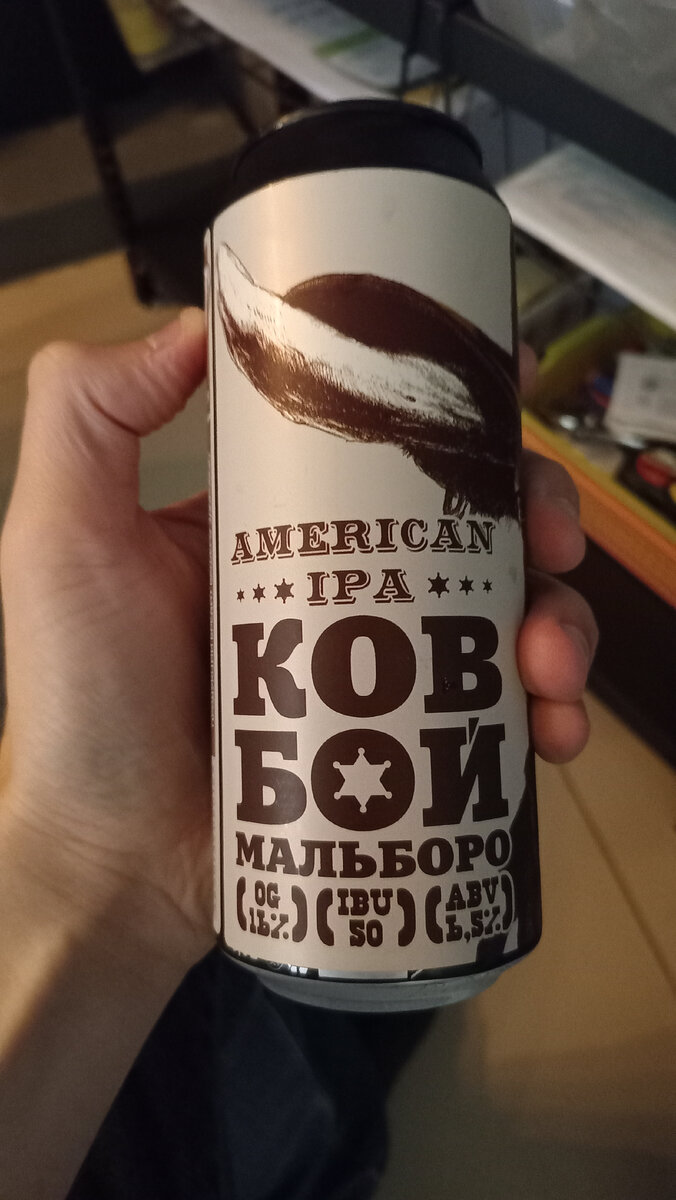 AMERICAN
IPA
КОВ
БОЙ
МАЛЬБОРО
OG IBU ABV
16% 50 6,5%